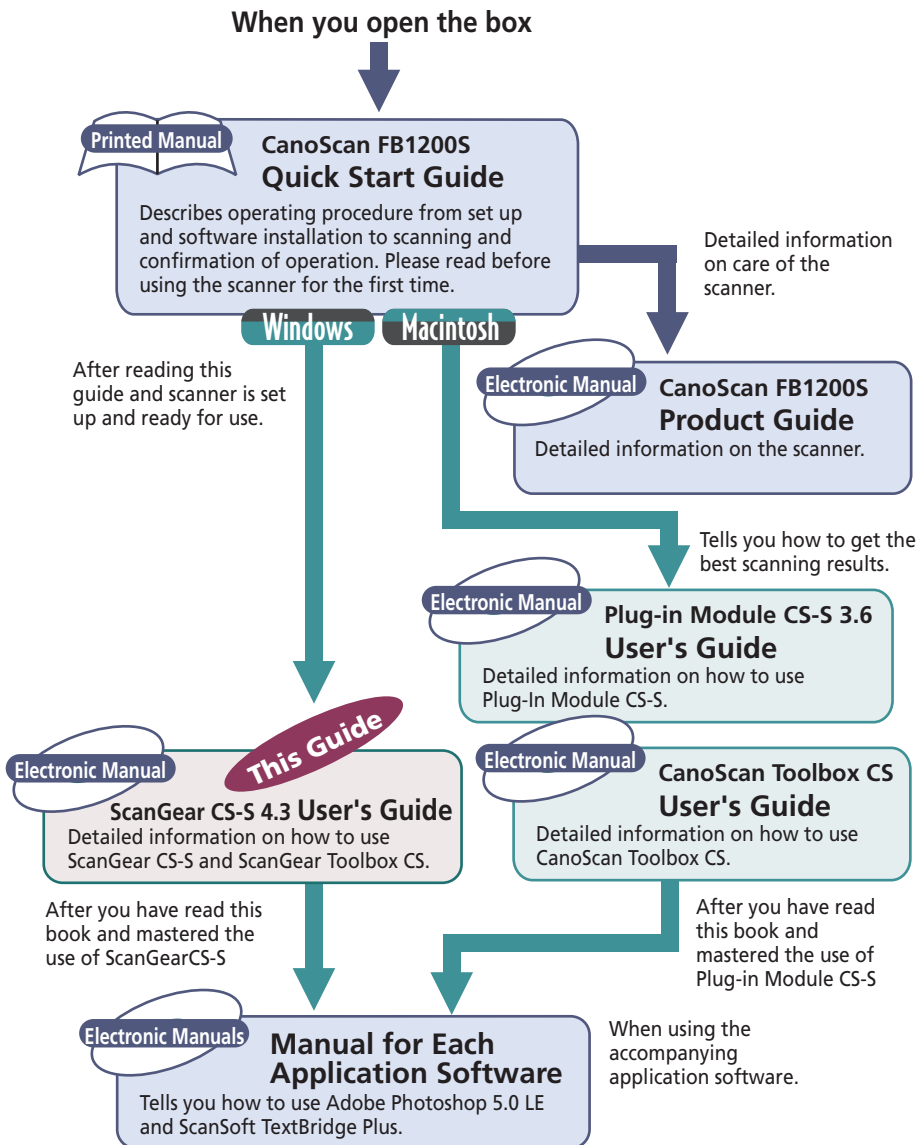 When you open the box
Printed Manual
CanoScan FB1200S
Quick Start Guide
Describes operating procedure from set up
and software installation to scanning and
confirmation of operation. Please read before
using the scanner for the first time.
Detailed information
on care of the
scanner.
Windows
Macintosh
After reading this
guide and scanner is set
up and ready for use.
Electronic Manual
CanoScan FB1200S
Product Guide
Detailed information on the scanner.
Tells you how to get the
best scanning results.
Electronic Manual
Plug-in Module CS-S 3.6
User's Guide
Detailed information on how to use
Plug-In Module CS-S.
This Guide
Electronic Manual
ScanGear CS-S 4.3 User's Guide
Detailed information on how to use
ScanGear CS-S and ScanGear Toolbox CS.
Electronic Manual
CanoScan Toolbox CS
User's Guide
Detailed information on how to use
CanoScan Toolbox CS.
After you have read this
book and mastered the
use of ScanGearCS-S
After you have read
this book and
mastered the use of
Plug-in Module CS-S
Electronic Manuals
Manual for Each
Application Software
Tells you how to use Adobe Photoshop 5.0 LE
and ScanSoft TextBridge Plus.
When using the
accompanying
application software.